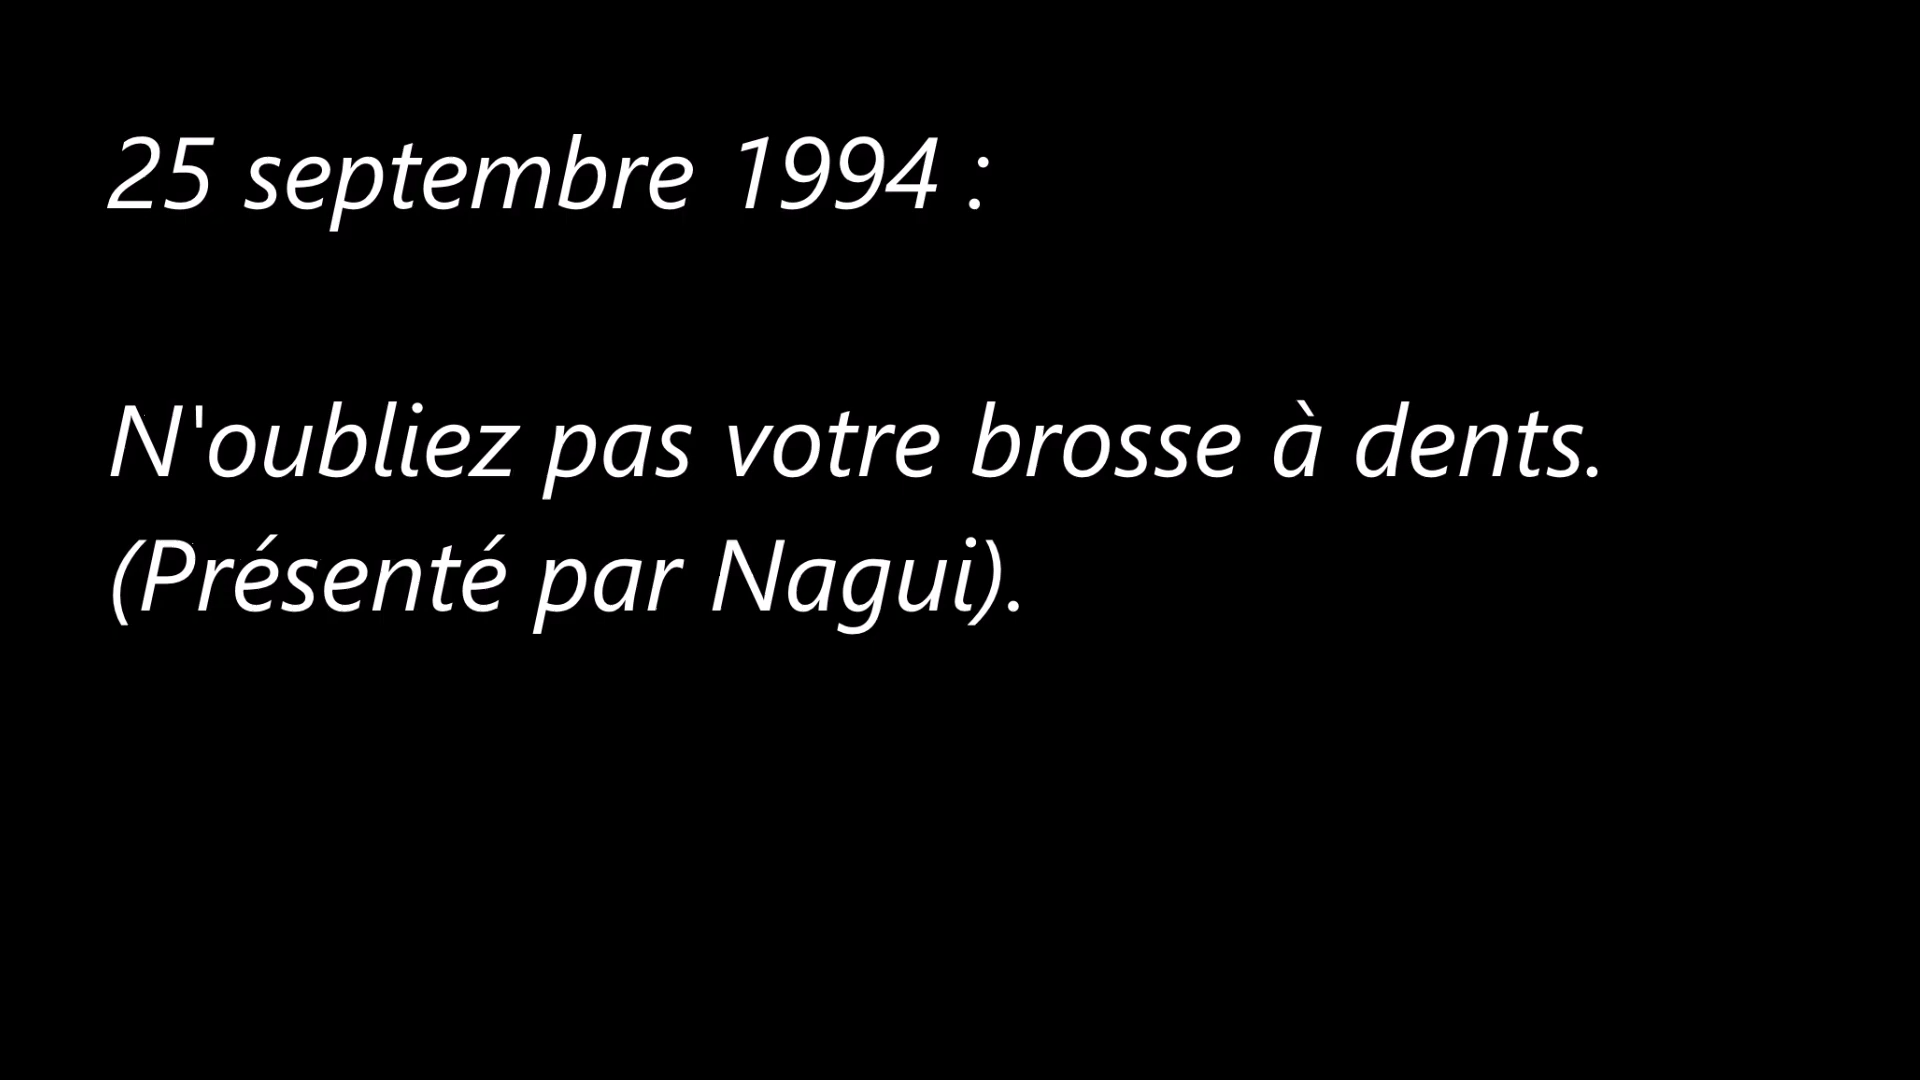 25 septembre 1994 :
N'oubliez pas votre brosse à dents.
(Présenté par Nagui).